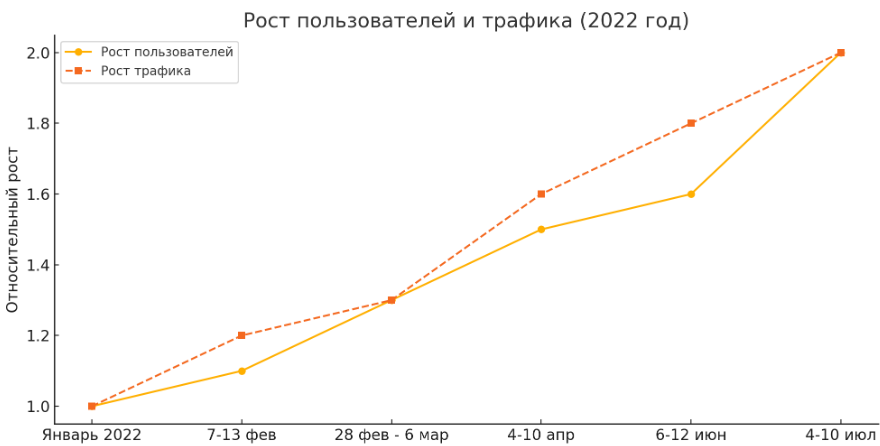 Рост пользователей и трафика (2022 год)
Рост пользователей
Рост трафика
Относительный рост
2.0
1.8
1.6
1.4
1.2
1.0
Январь 2022
7-13 фев
28 фев - 6 мар
4-10 апр
6-12 июн
4-10 июл